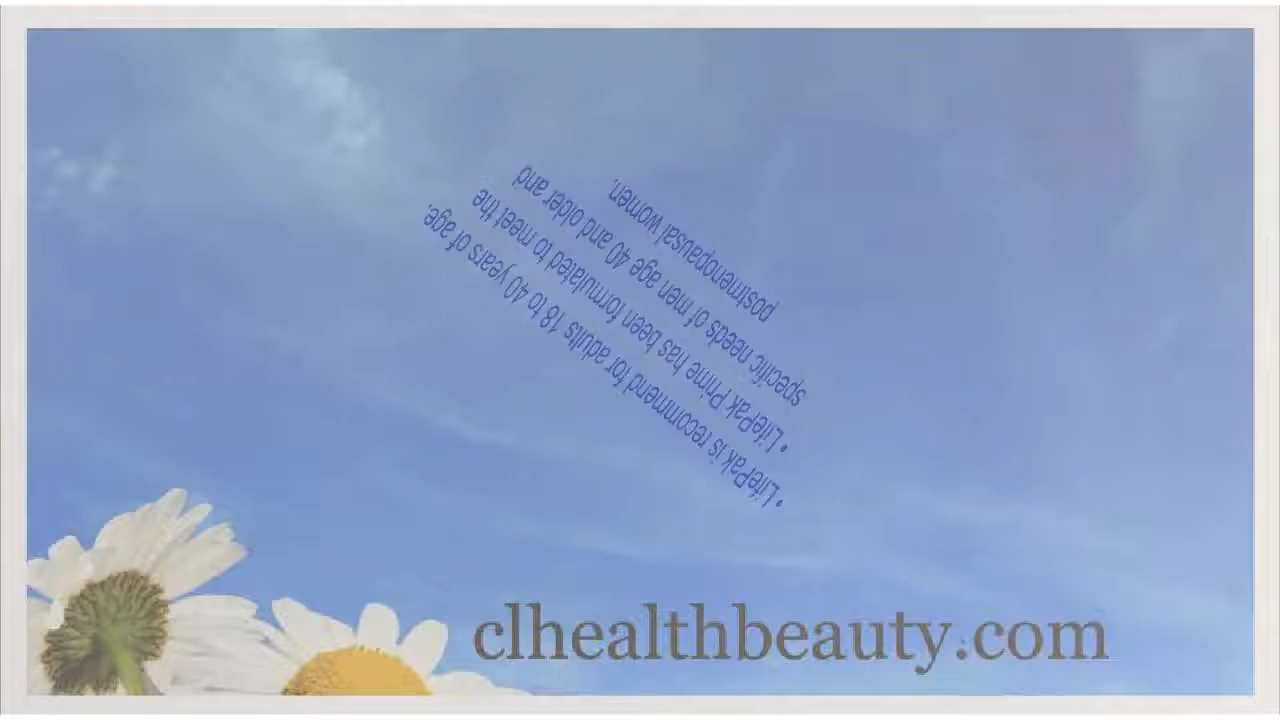 • LifePak is recommend for adults 18 to 40 years of age.
• LifePak Prime has been formulated to meet the
specific needs of men age 40 and older and
postmenopausal women.
clhealthbeauty.com